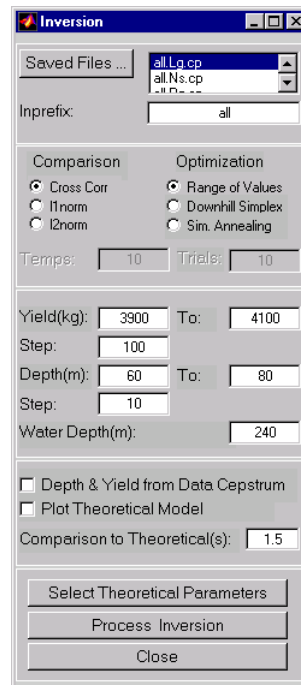 Inversion
Saved Files ...
all.Lg.cp
all.Ns.cp
all.Pn.cp
Inprefix:
all
Comparison Optimization
Cross Corr Range of Values
l1norm Downhill Simplex
l2norm Sim. Annealing
Temps: 10 Trials: 10
Yield(kg): 3900 To: 4100
Step: 100
Depth(m): 60 To: 80
Step: 10
Water Depth(m): 240
Depth & Yield from Data Cepstrum
Plot Theoretical Model
Comparison to Theoretical(s): 1.5
Select Theoretical Parameters
Process Inversion
Close